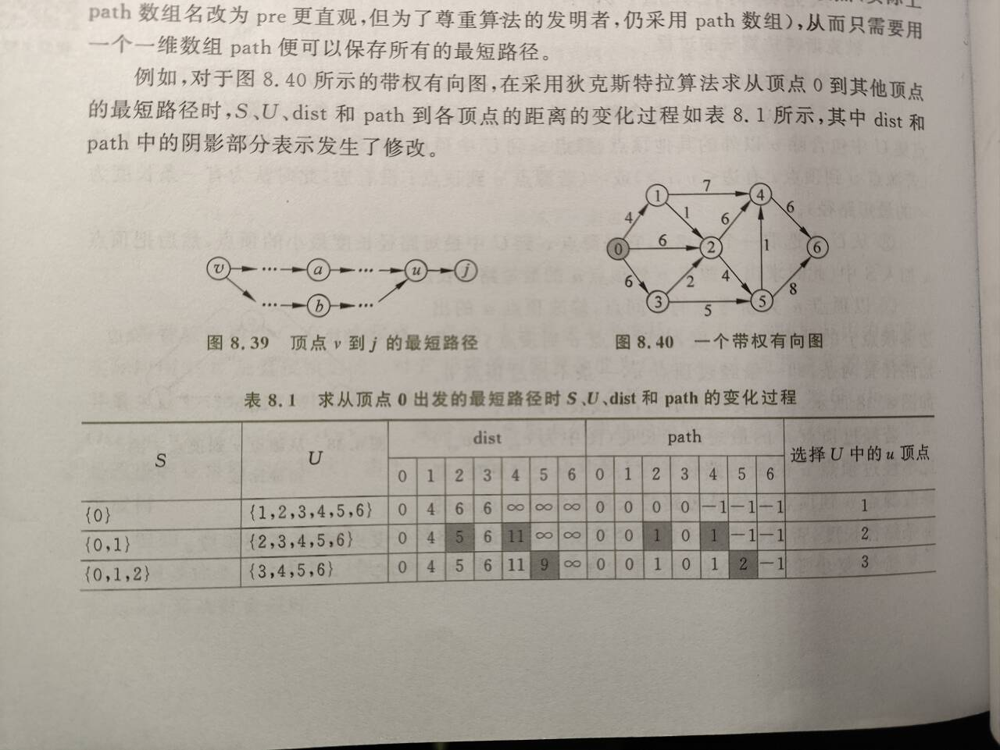 path 数组名改为 pre 更直观,但为了尊重算法的发明者,仍采用 path 数组),从而只需要用
一个一维数组 path 便可以保存所有的最短路径。
例如,对于图 8.40 所示的带权有向图,在采用狄克斯特拉算法求从顶点 0 到其他顶点
的最短路径时,S、U、dist 和 path 到各顶点的距离的变化过程如表 8.1 所示,其中 dist 和
path 中的阴影部分表示发生了修改。
v ··· a ··· u j
··· b ···
1 7 4
4 1 6 6
0 6 2 1 6
6 2 4 8
3 5 5
图 8.39 顶点 v 到 j 的最短路径
图 8.40 一个带权有向图
表 8.1 求从顶点 0 出发的最短路径时 S、U、dist 和 path 的变化过程
S U dist path 选择 U 中的 u 顶点
0 1 2 3 4 5 6 0 1 2 3 4 5 6
{0} {1,2,3,4,5,6} 0 4 6 6 ∞ ∞ ∞ 0 0 0 0 -1 -1 -1 1
{0,1} {2,3,4,5,6} 0 4 5 6 11 ∞ ∞ 0 0 1 0 1 -1 -1 2
{0,1,2} {3,4,5,6} 0 4 5 6 11 9 ∞ 0 0 1 0 1 2 -1 3